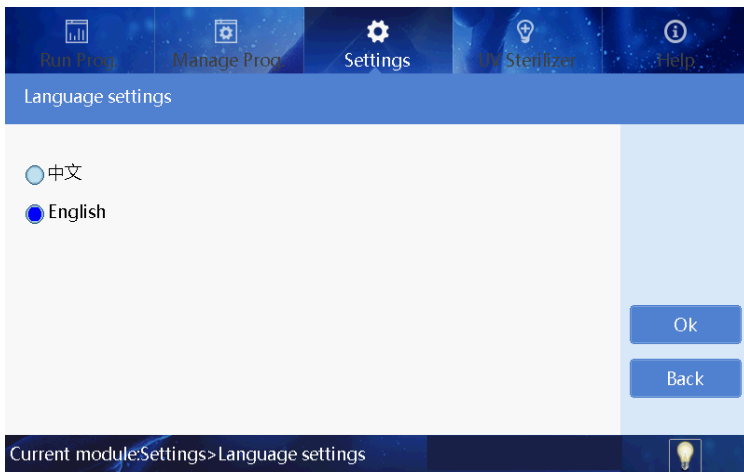 Run Prog.
Manage Prog.
Settings
UV Sterilizer
Help
Language settings
中文
English
Ok
Back
Current module:Settings>Language settings